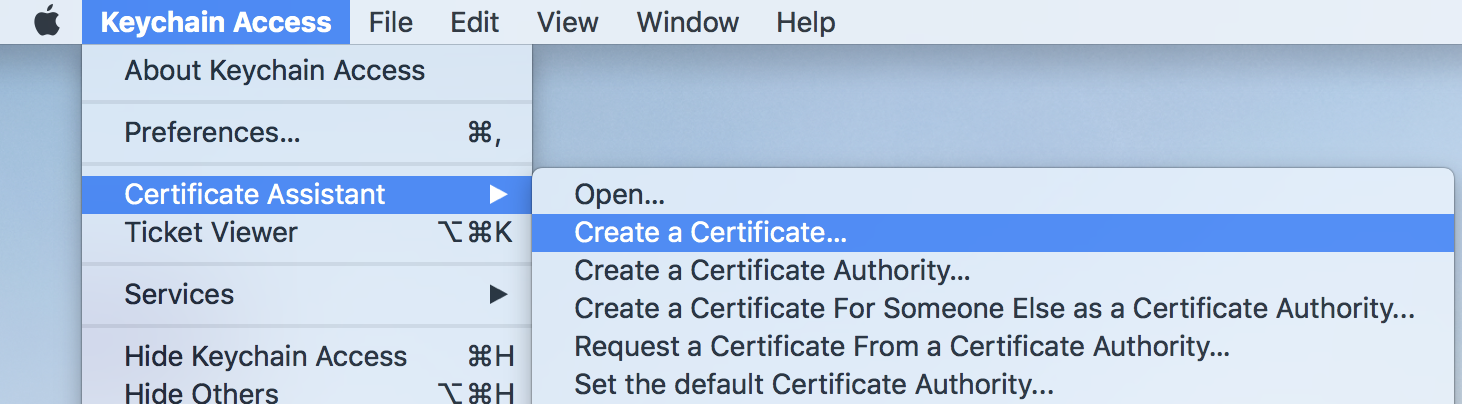 Keychain Access File Edit View Window Help
About Keychain Access
Preferences... ⌘,
Certificate Assistant ▶
Ticket Viewer ⌥⌘K
Services ▶
Hide Keychain Access ⌘H
Hide Others ⌥⌘H
Open...
Create a Certificate...
Create a Certificate Authority...
Create a Certificate For Someone Else as a Certificate Authority...
Request a Certificate From a Certificate Authority...
Set the default Certificate Authority...